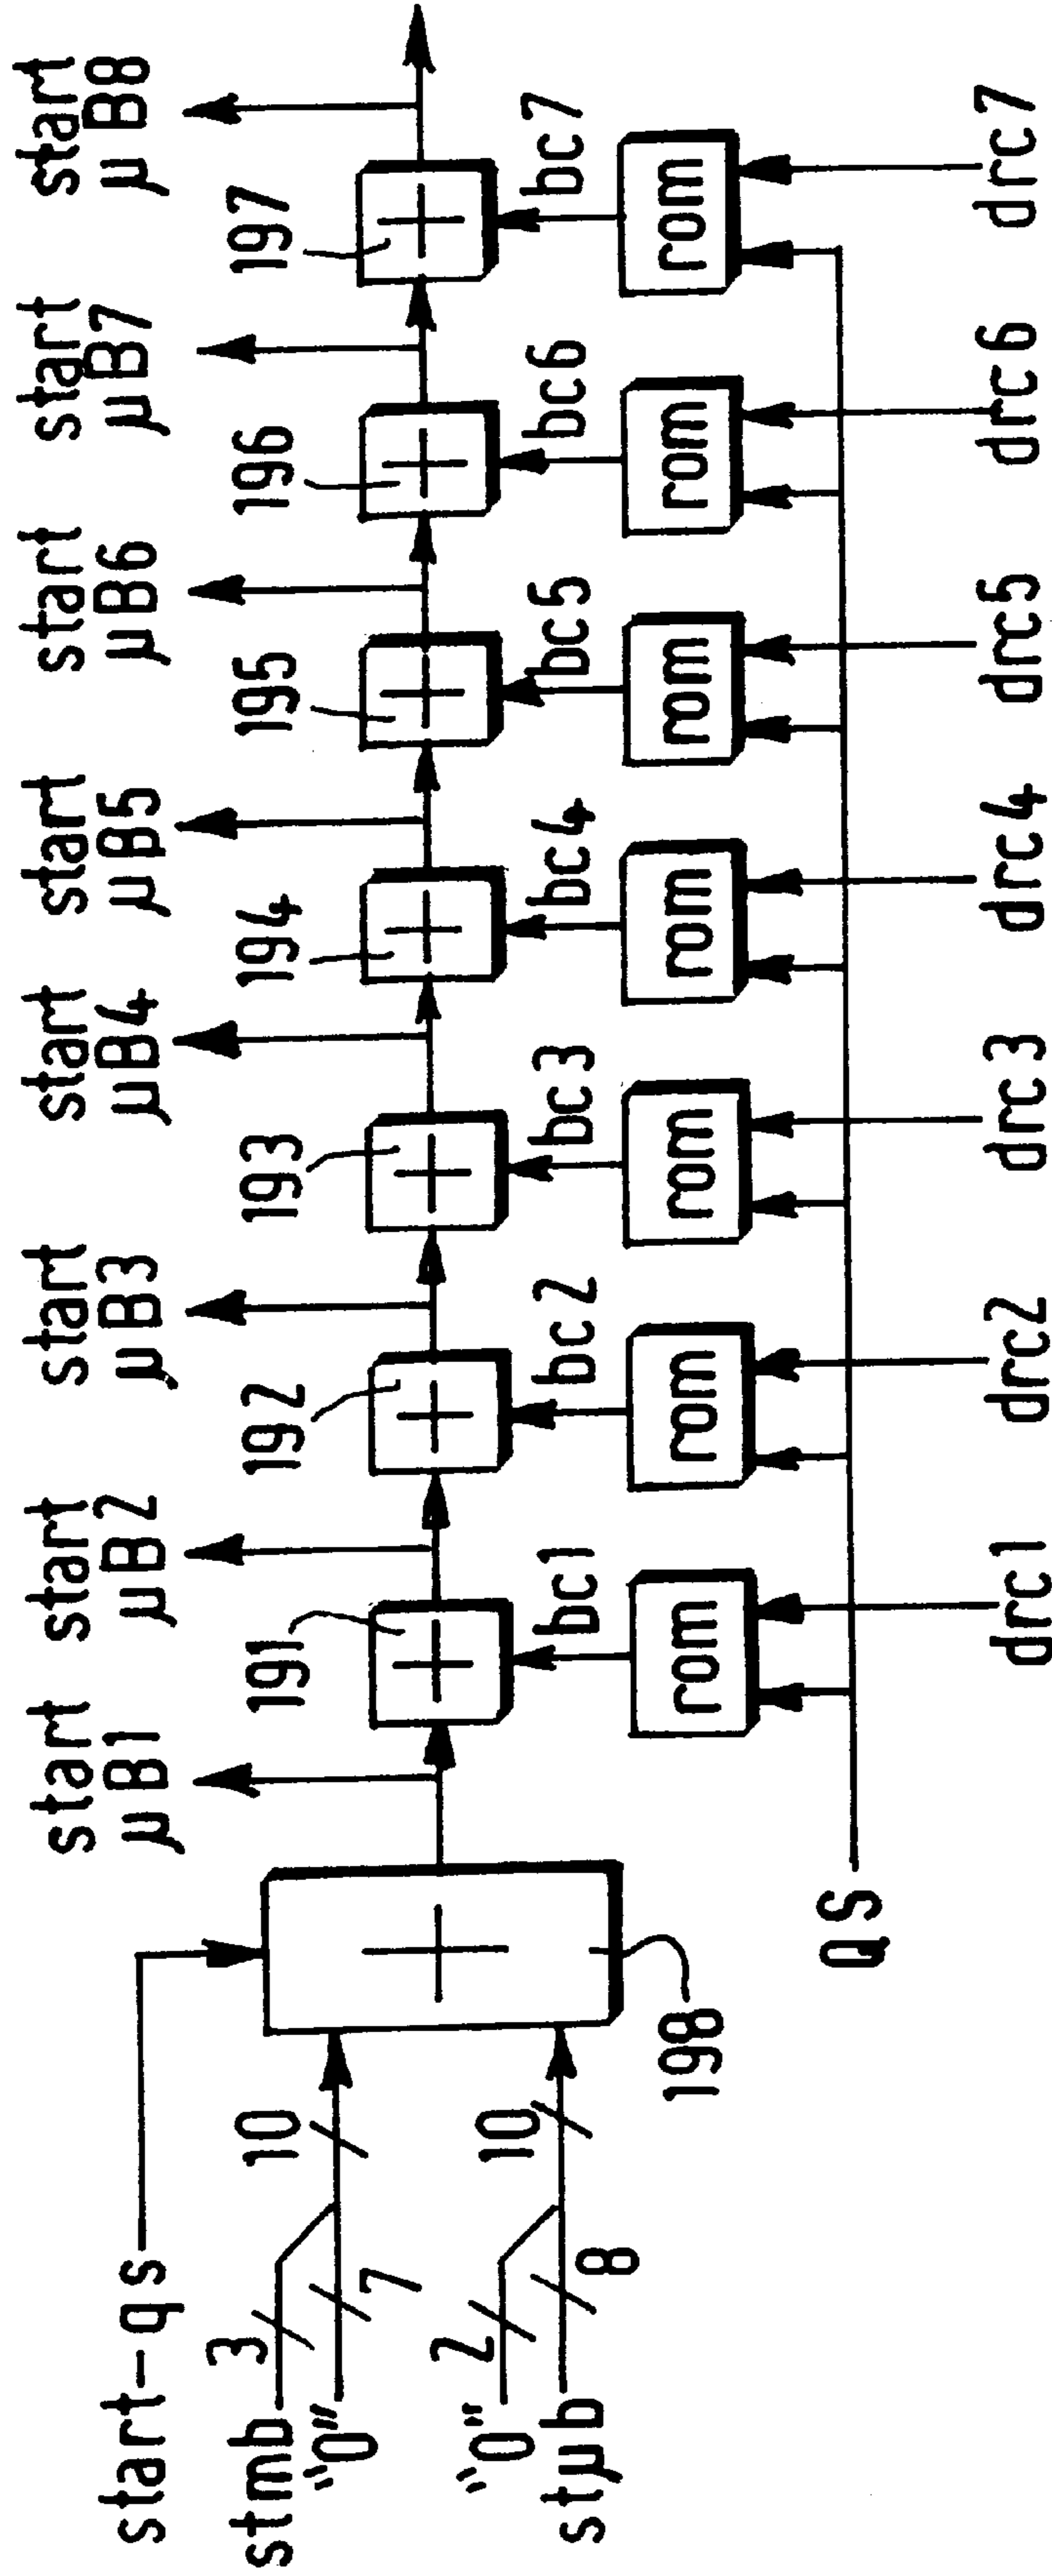 start
μB1
start
μB2
start
μB3
start
μB4
start
μB5
start
μB6
start
μB7
start
μB8
191
192
193
194
195
196
197
start-qs
stmb
3
"0"
7
10
"0"
2
stμb
8
10
198
bc1
bc2
bc3
bc4
bc5
bc6
bc7
rom
rom
rom
rom
rom
rom
rom
QS
drc1
drc2
drc3
drc4
drc5
drc6
drc7